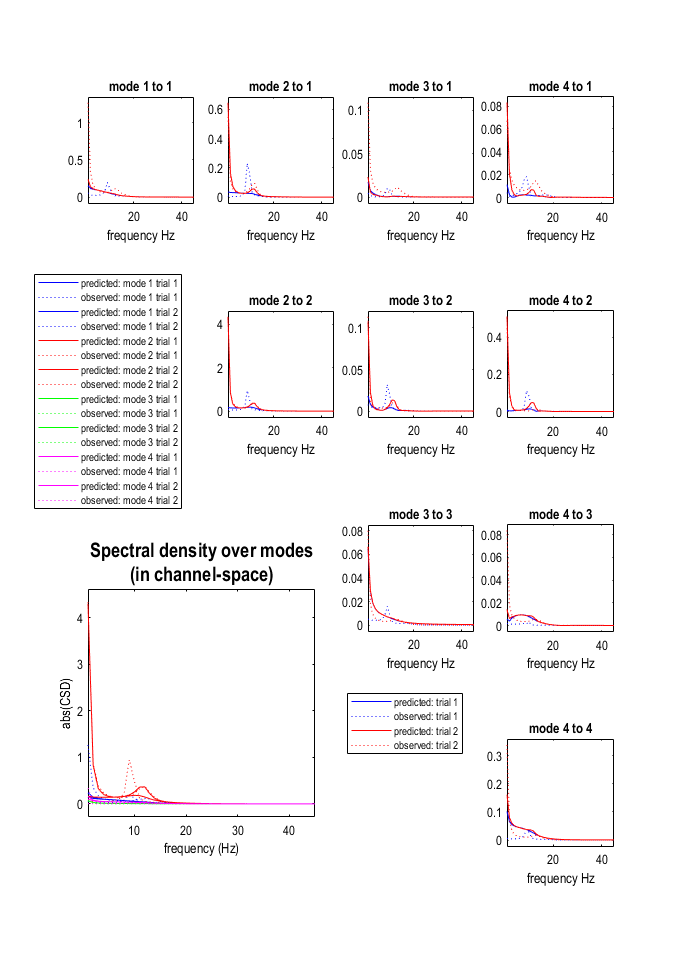 mode 1 to 1
mode 2 to 1
mode 3 to 1
mode 4 to 1
1
0.5
0
20
40
frequency Hz
0.6
0.4
0.2
0
20
40
frequency Hz
0.1
0.05
0
20
40
frequency Hz
0.08
0.06
0.04
0.02
0
20
40
frequency Hz
predicted: mode 1 trial 1
observed: mode 1 trial 1
predicted: mode 1 trial 2
observed: mode 1 trial 2
predicted: mode 2 trial 1
observed: mode 2 trial 1
predicted: mode 2 trial 2
observed: mode 2 trial 2
predicted: mode 3 trial 1
observed: mode 3 trial 1
predicted: mode 3 trial 2
observed: mode 3 trial 2
predicted: mode 4 trial 1
observed: mode 4 trial 1
predicted: mode 4 trial 2
observed: mode 4 trial 2
mode 2 to 2
4
2
0
20
40
frequency Hz
mode 3 to 2
0.1
0.05
0
20
40
frequency Hz
mode 4 to 2
0.4
0.2
0
20
40
frequency Hz
mode 3 to 3
0.08
0.06
0.04
0.02
0
20
40
frequency Hz
mode 4 to 3
0.08
0.06
0.04
0.02
0
20
40
frequency Hz
Spectral density over modes
(in channel-space)
abs(CSD)
4
3
2
1
0
10
20
30
40
frequency (Hz)
predicted: trial 1
observed: trial 1
predicted: trial 2
observed: trial 2
mode 4 to 4
0.3
0.2
0.1
0
20
40
frequency Hz